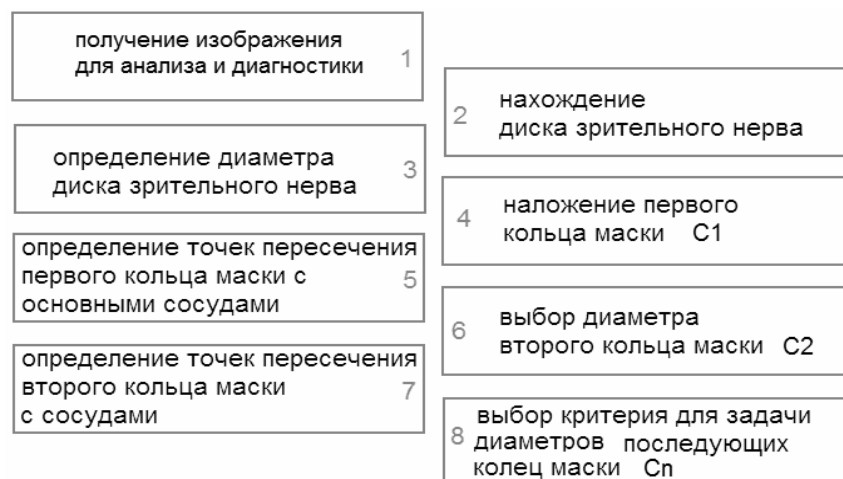 получение изображения
для анализа и диагностики 1
2 нахождение
диска зрительного нерва
определение диаметра
диска зрительного нерва 3
4 наложение первого
кольца маски C1
определение точек пересечения
первого кольца маски с 5
основными сосудами
6 выбор диаметра
второго кольца маски C2
определение точек пересечения
второго кольца маски 7
с сосудами
выбор критерия для задачи
8 диаметров последующих
колец маски Cn